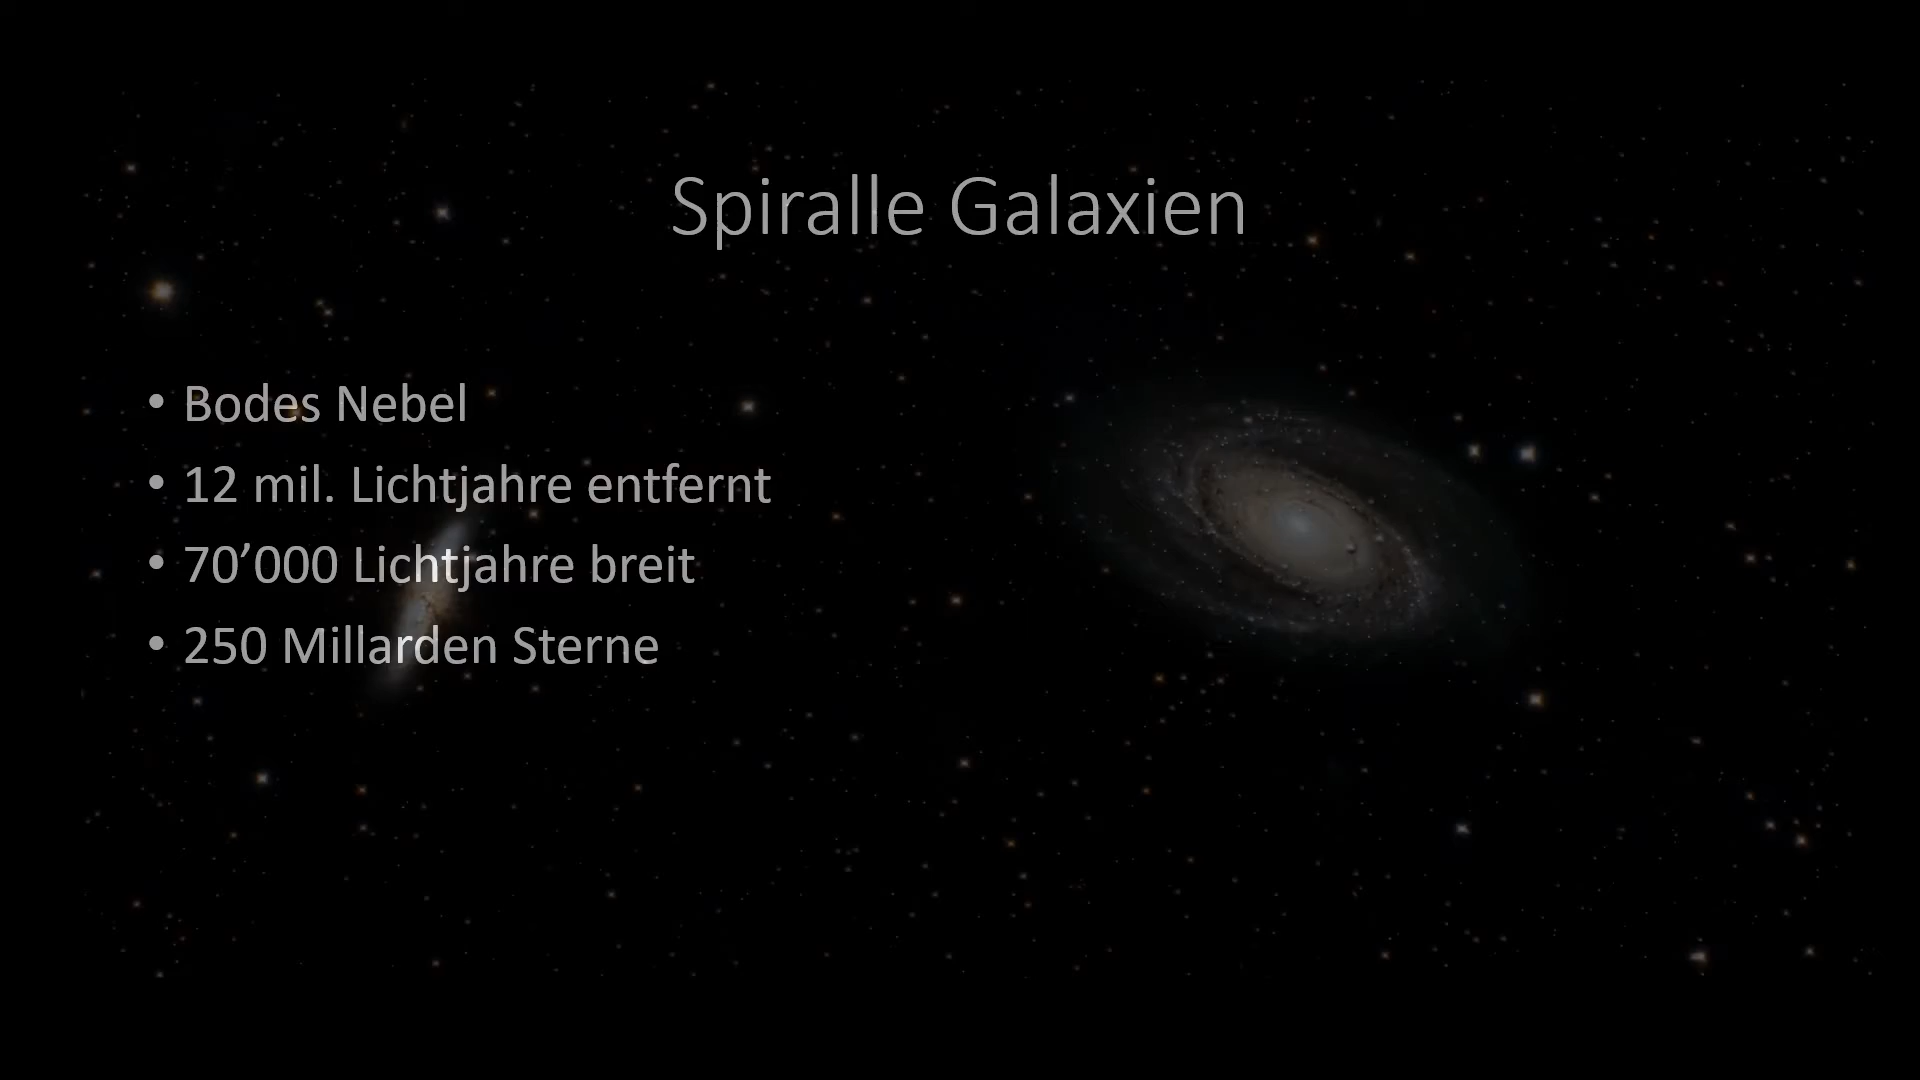 Spiralle Galaxien
• Bodes Nebel
• 12 mil. Lichtjahre entfernt
• 70’000 Lichtjahre breit
• 250 Millarden Sterne